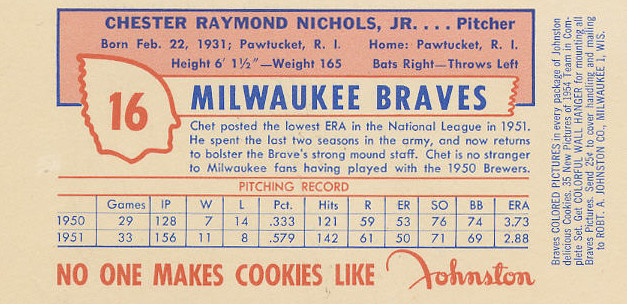 CHESTER RAYMOND NICHOLS, JR. . . . Pitcher
Born Feb. 22, 1931; Pawtucket, R. I. Home: Pawtucket, R. I.
Height 6' 1½"—Weight 165 Bats Right—Throws Left
16
MILWAUKEE BRAVES
Chet posted the lowest ERA in the National League in 1951.
He spent the last two seasons in the army, and now returns
to bolster the Brave's strong mound staff. Chet is no stranger
to Milwaukee fans having played with the 1950 Brewers.
PITCHING RECORD
Games IP W L Pct. Hits R ER SO BB ERA
1950 29 128 7 14 .333 121 59 53 76 74 3.73
1951 33 156 11 8 .579 142 61 50 71 69 2.88
NO ONE MAKES COOKIES LIKE Johnston
Braves COLORED PICTURES in every package of Johnston
delicious Cookies. 35 New Pictures of 1954 Team in Com-
plete Set. Get COLORFUL WALL HANGER for mounting all
Braves Pictures. Send 25¢ to cover handling and mailing
to ROBT. A. JOHNSTON CO., MILWAUKEE 1, WIS.